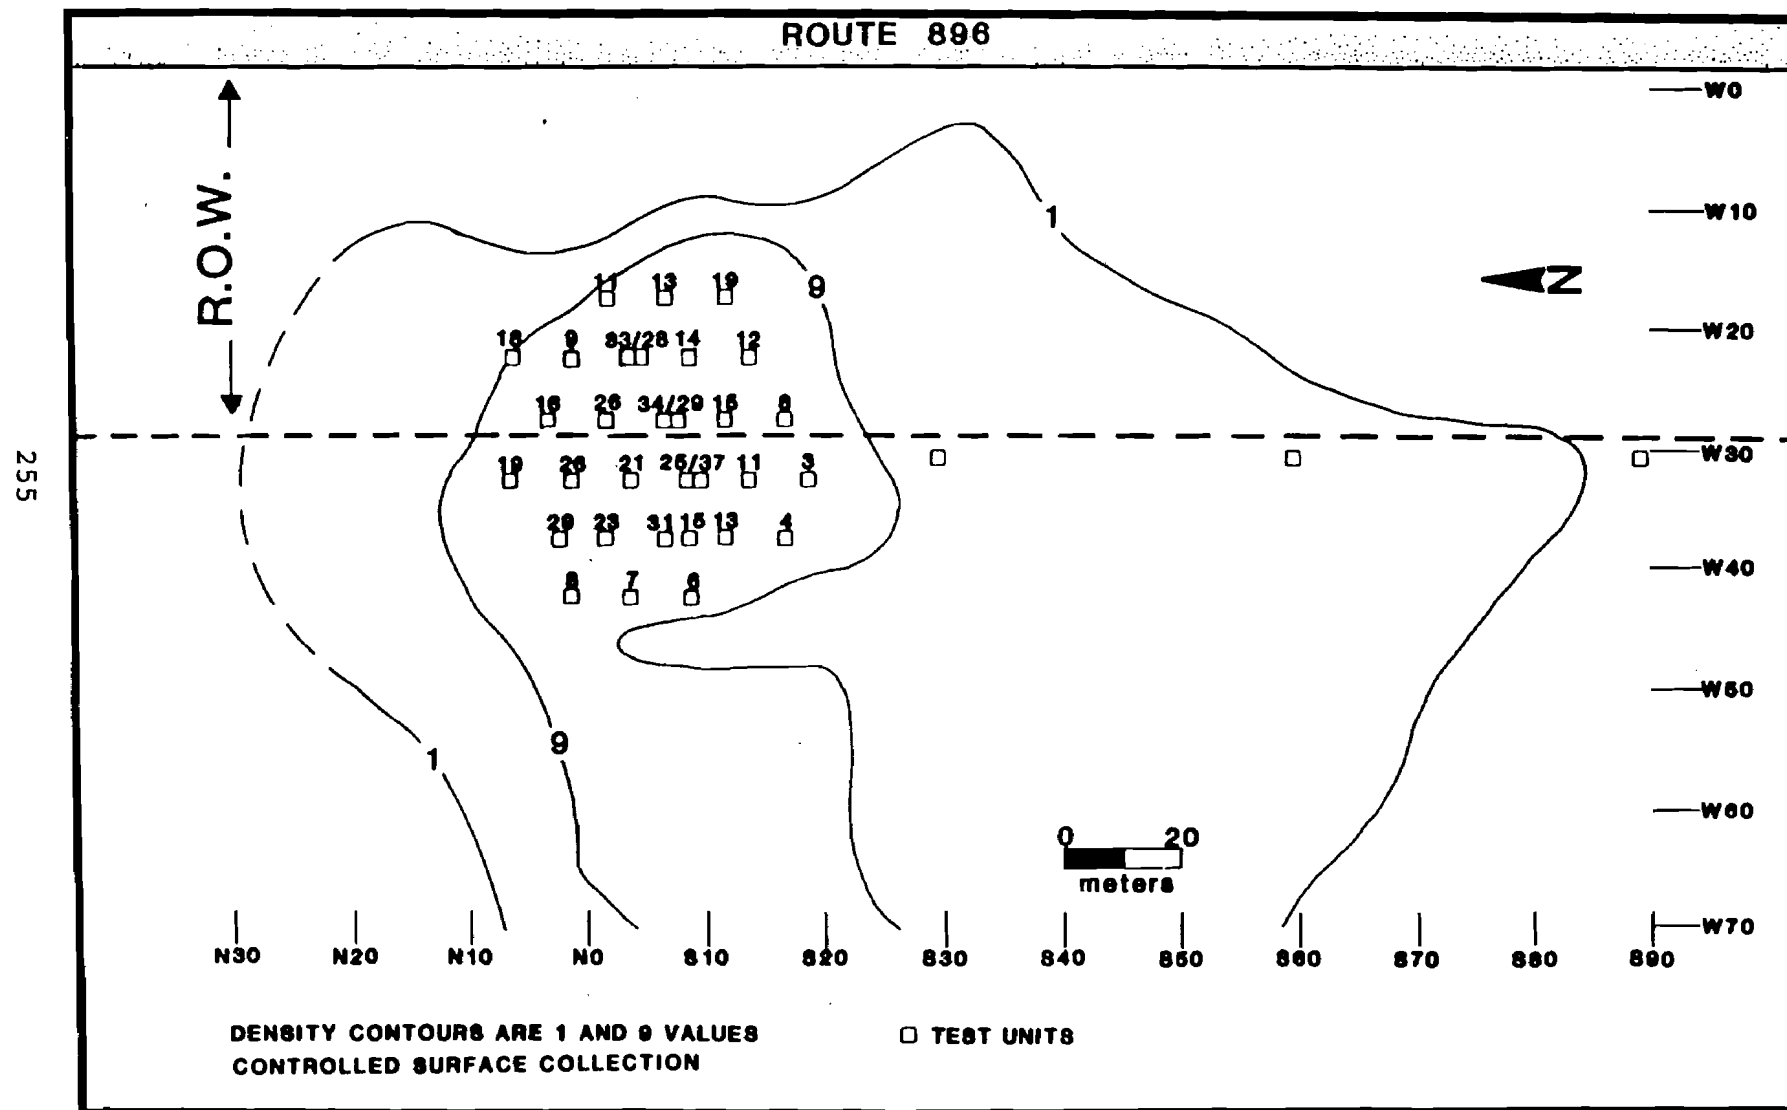 ROUTE 896
W0
R.O.W.
W10
1
N
9
11 13 19
W20
18 9 33/28 14 12
16 26 34/29 15 8
W30
19 26 21 25/37 11 3
255
29 23 31 15 13 4
W40
8 7 6
W50
9
1
W60
0 20
meters
W70
N30 N20 N10 N0 S10 S20 S30 S40 S50 S60 S70 S80 S90
DENSITY CONTOURS ARE 1 AND 9 VALUES
TEST UNITS
CONTROLLED SURFACE COLLECTION